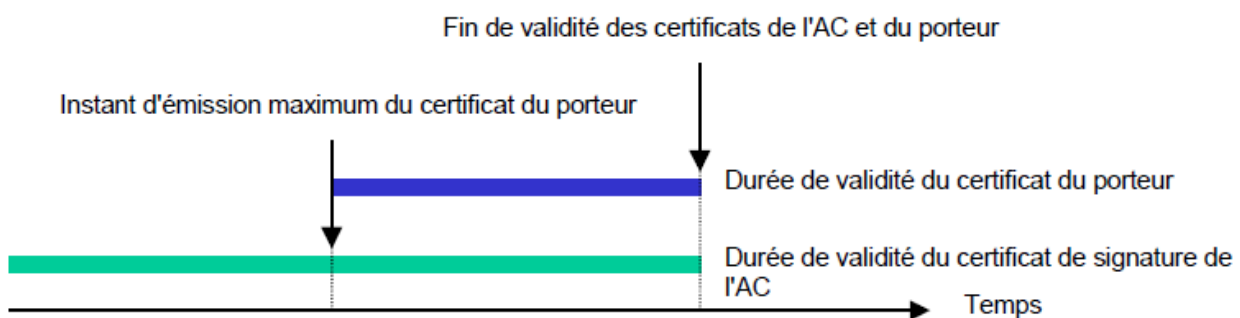 Fin de validité des certificats de l'AC et du porteur
Instant d'émission maximum du certificat du porteur
Durée de validité du certificat du porteur
Durée de validité du certificat de signature de
l'AC
Temps